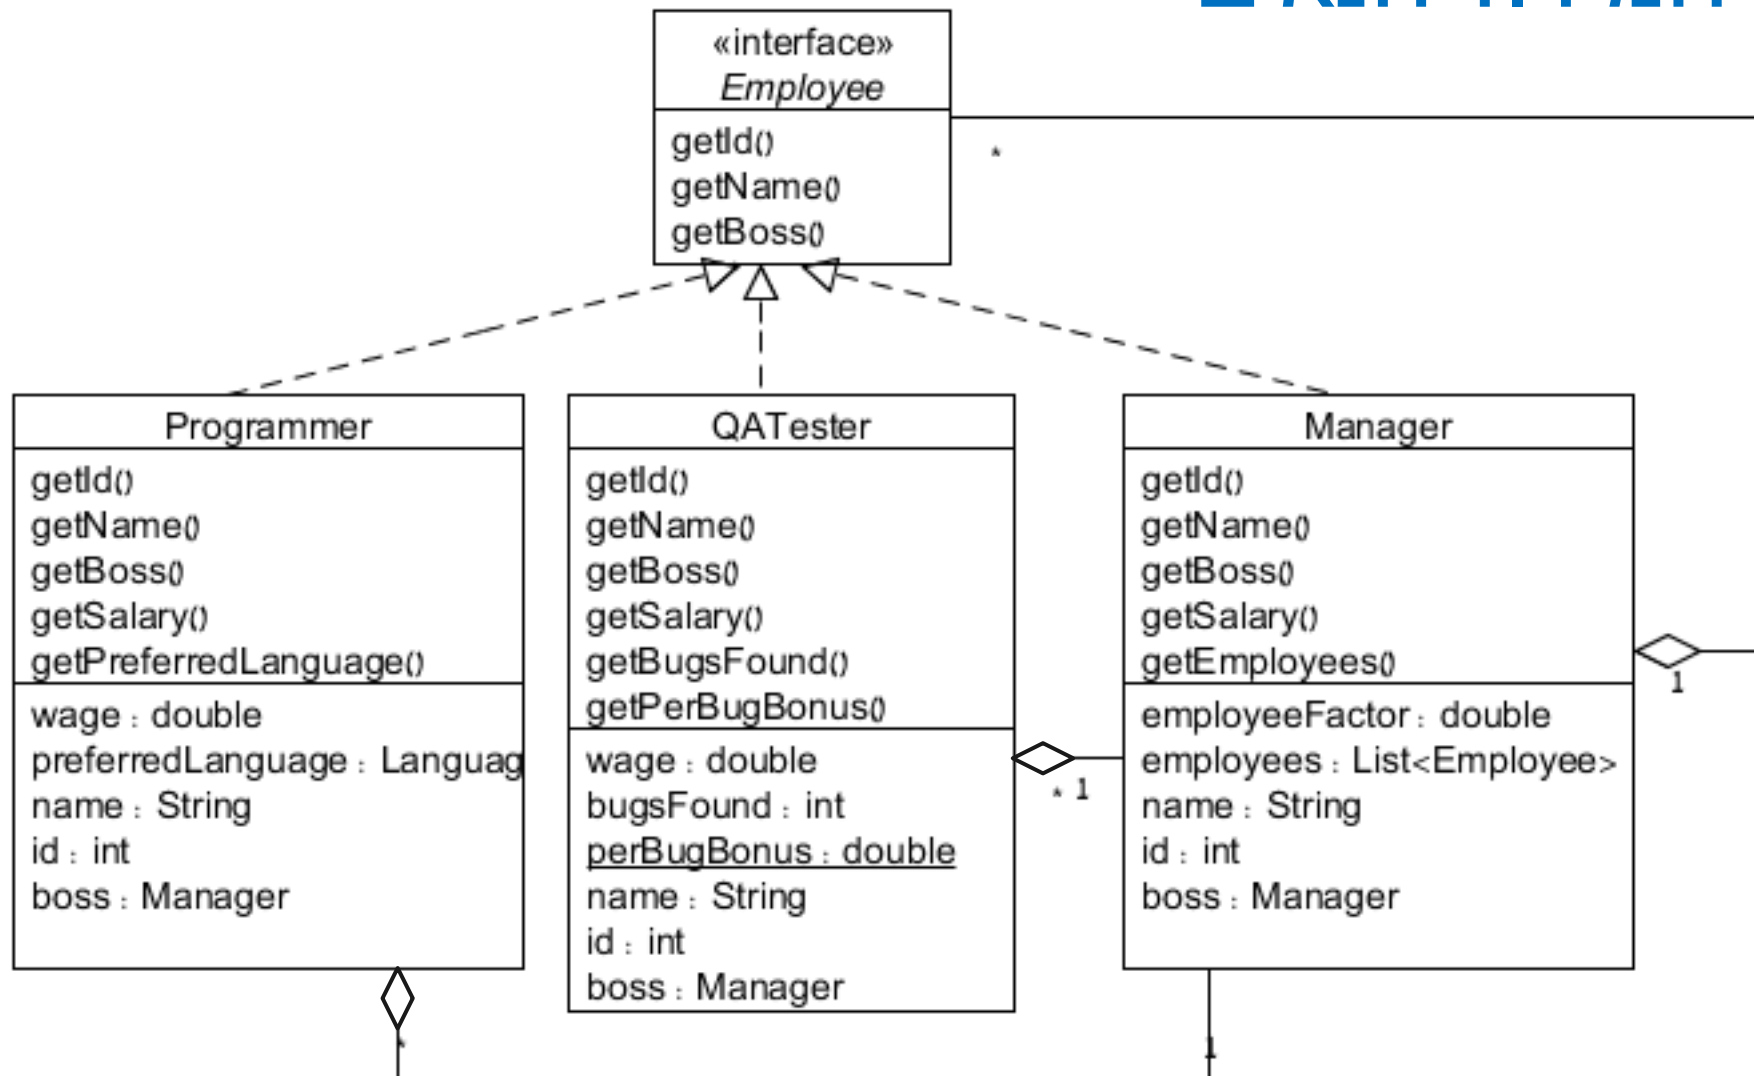 «interface»
Employee
getId()
getName()
getBoss()
*
Programmer
getId()
getName()
getBoss()
getSalary()
getPreferredLanguage()
wage : double
preferredLanguage : Languag
name : String
id : int
boss : Manager
*
QATester
getId()
getName()
getBoss()
getSalary()
getBugsFound()
getPerBugBonus()
wage : double
bugsFound : int
perBugBonus : double
name : String
id : int
boss : Manager
* 1
Manager
getId()
getName()
getBoss()
getSalary()
getEmployees()
employeeFactor : double
employees : List<Employee>
name : String
id : int
boss : Manager
1
1